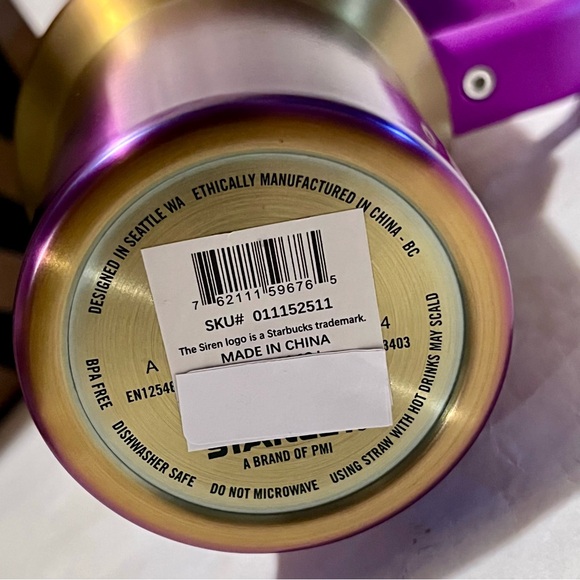 DESIGNED IN SEATTLE WA ETHICALLY MANUFACTURED IN CHINA - BC
7 62111 59676 5
SKU# 011152511
The Siren logo is a Starbucks trademark.
MADE IN CHINA
A
4
EN12546
3403
A BRAND OF PMI
BPA FREE DISHWASHER SAFE DO NOT MICROWAVE USING STRAW WITH HOT DRINKS MAY SCALD